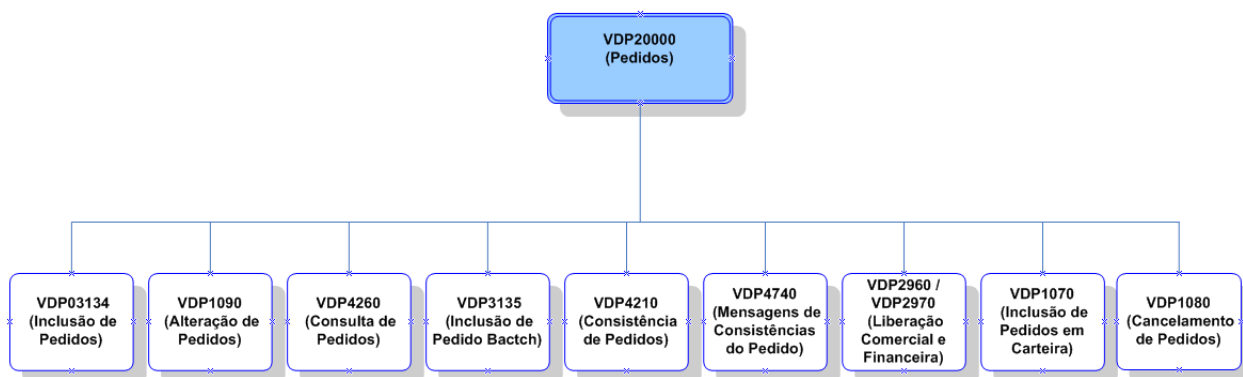 VDP20000
(Pedidos)
VDP03134
(Inclusão de
Pedidos)
VDP1090
(Alteração de
Pedidos)
VDP4260
(Consulta de
Pedidos)
VDP3135
(Inclusão de
Pedido Bactch)
VDP4210
(Consistência
de Pedidos)
VDP4740
(Mensagens de
Consistências
do Pedido)
VDP2960 /
VDP2970
(Liberação
Comercial e
Financeira)
VDP1070
(Inclusão de
Pedidos em
Carteira)
VDP1080
(Cancelamento
de Pedidos)